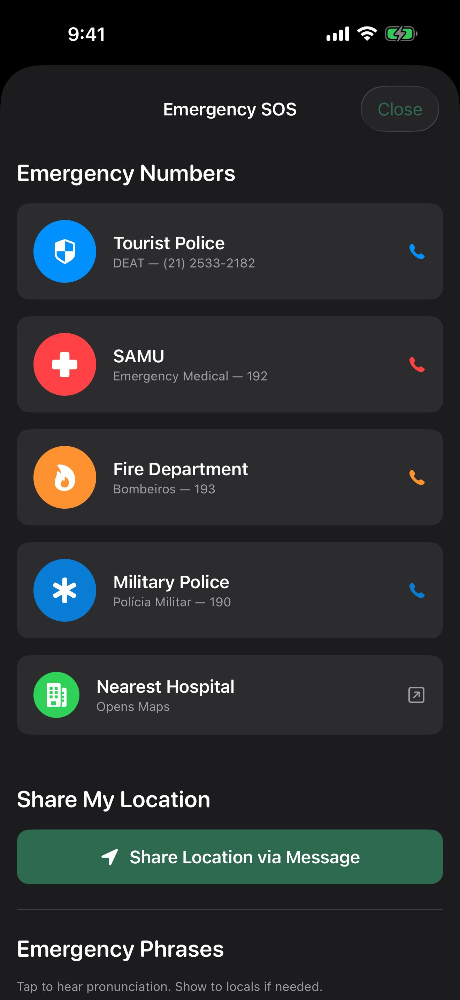 9:41
Emergency SOS
Close
Emergency Numbers
Tourist Police
DEAT — (21) 2533-2182
SAMU
Emergency Medical — 192
Fire Department
Bombeiros — 193
Military Police
Polícia Militar — 190
Nearest Hospital
Opens Maps
Share My Location
Share Location via Message
Emergency Phrases
Tap to hear pronunciation. Show to locals if needed.